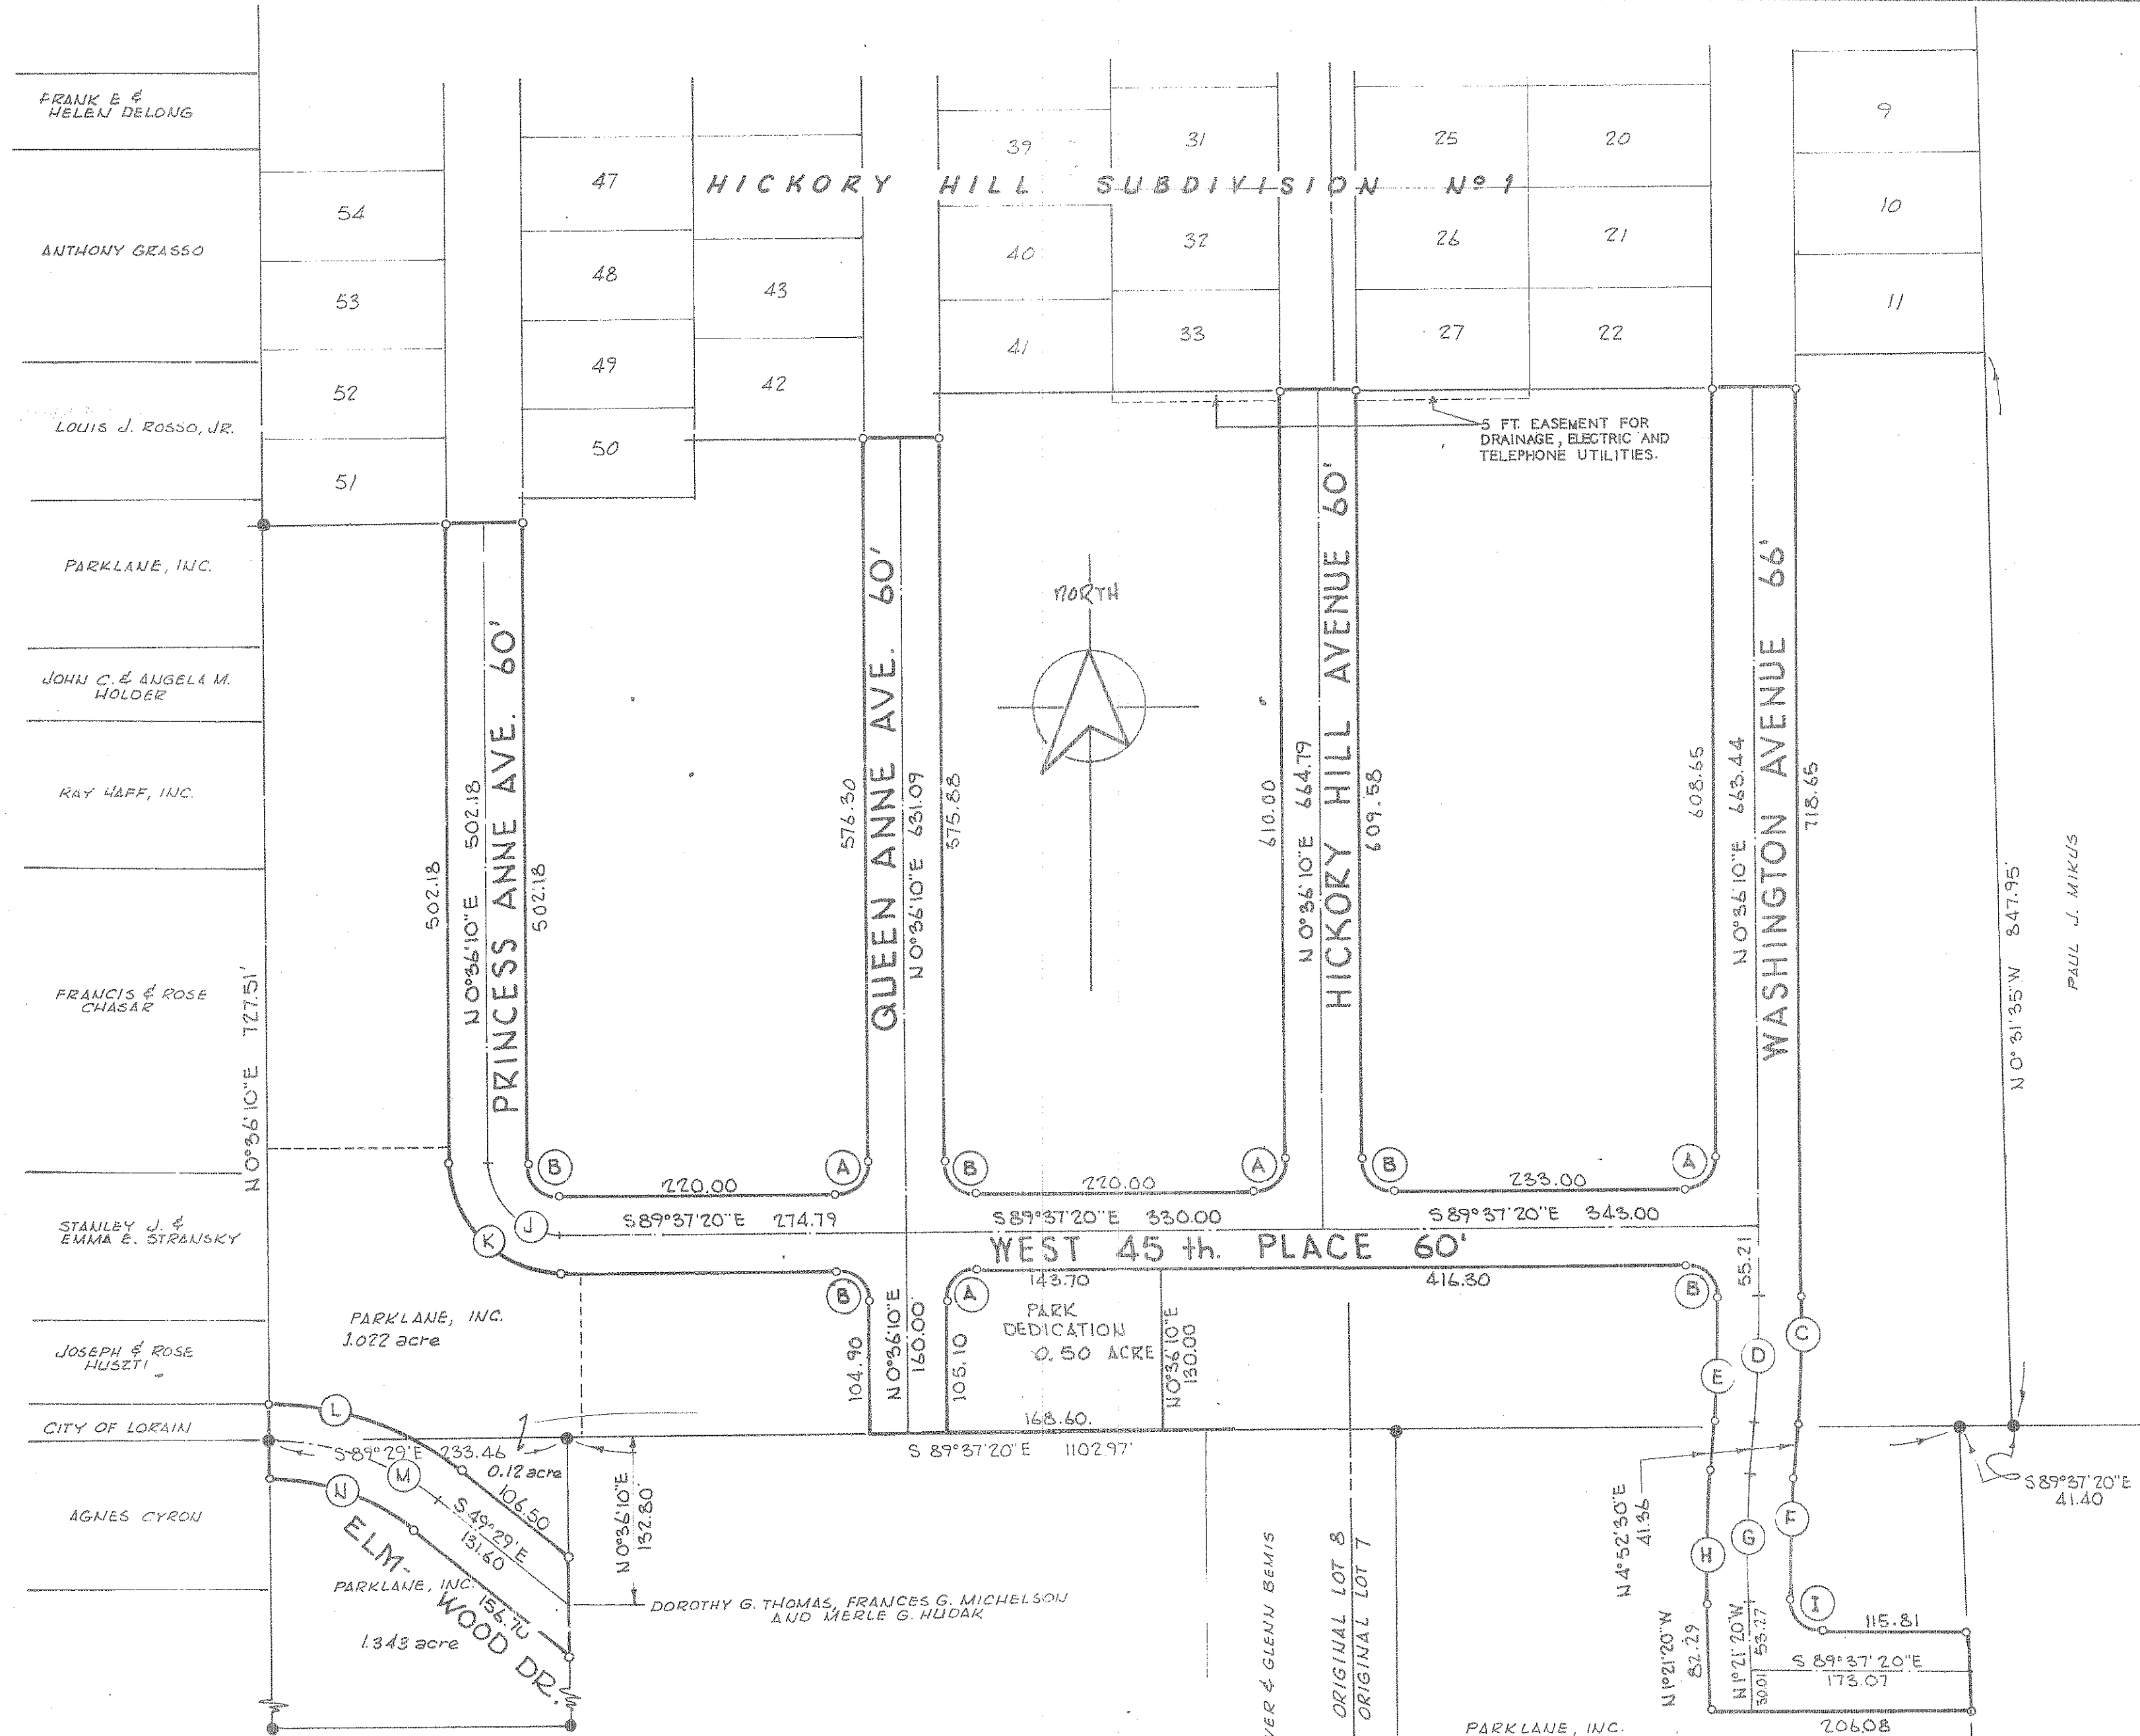 FRANK E &
HELEN DELONG
ANTHONY GRASSO
LOUIS J. ROSSO, JR.
PARKLANE, INC.
JOHN C. & ANGELA M.
HOLDER
RAY HAFF, INC.
FRANCIS & ROSE
CHASAR
STANLEY J. &
EMMA E. STRANSKY
JOSEPH & ROSE
HUSZTI
CITY OF LORAIN
AGNES CYRON
HICKORY HILL SUBDIVISION Nº 1
54
53
52
51
47
48
49
50
43
42
39
40
41
31
32
33
25
26
27
20
21
22
9
10
11
5 FT. EASEMENT FOR
DRAINAGE, ELECTRIC AND
TELEPHONE UTILITIES.
NORTH
N 0°36'10"E 727.51'
502.18
N 0°36'10"E 502.18
PRINCESS ANNE AVE. 60'
502.18
576.30
QUEEN ANNE AVE. 60'
N 0°36'10"E 631.09
575.88
610.00
N 0°36'10"E 664.79
HICKORY HILL AVENUE 60'
609.58
608.65
N 0°36'10"E 663.44
WASHINGTON AVENUE 66'
718.65
N 0°31'35"W 847.95'
PAUL J. MIKUS
B
220.00
A
B
220.00
A
B
233.00
A
K
J
S 89°37'20"E 274.79
S 89°37'20"E 330.00
S 89°37'20"E 343.00
WEST 45 th. PLACE 60'
55.21
B
A
143.70
416.30
B
PARKLANE, INC.
1.022 acre
104.90
N 0°36'10"E
160.00
105.10
PARK
DEDICATION
0.50 ACRE
N 0°36'10"E
130.00
168.60
S 89°37'20"E 1102.97'
C
D
E
L
S 89°29'E 233.46
M
0.12 acre
N
106.50
S 49°29'E
131.60
ELM-
WOOD DR.
PARKLANE, INC.
156.70
1.343 acre
N 0°36'10"E
132.80'
DOROTHY G. THOMAS, FRANCES G. MICHELSON
AND MERLE G. HUDAK
VER & GLENN BEMIS
ORIGINAL LOT 8
ORIGINAL LOT 7
N 4°52'30"E
41.36
S 89°37'20"E
41.40
F
G
H
I
N 1°21'20"W
82.29
N 1°21'20"W
53.27
30.01
115.81
S 89°37'20"E
173.07
206.08
PARKLANE, INC.